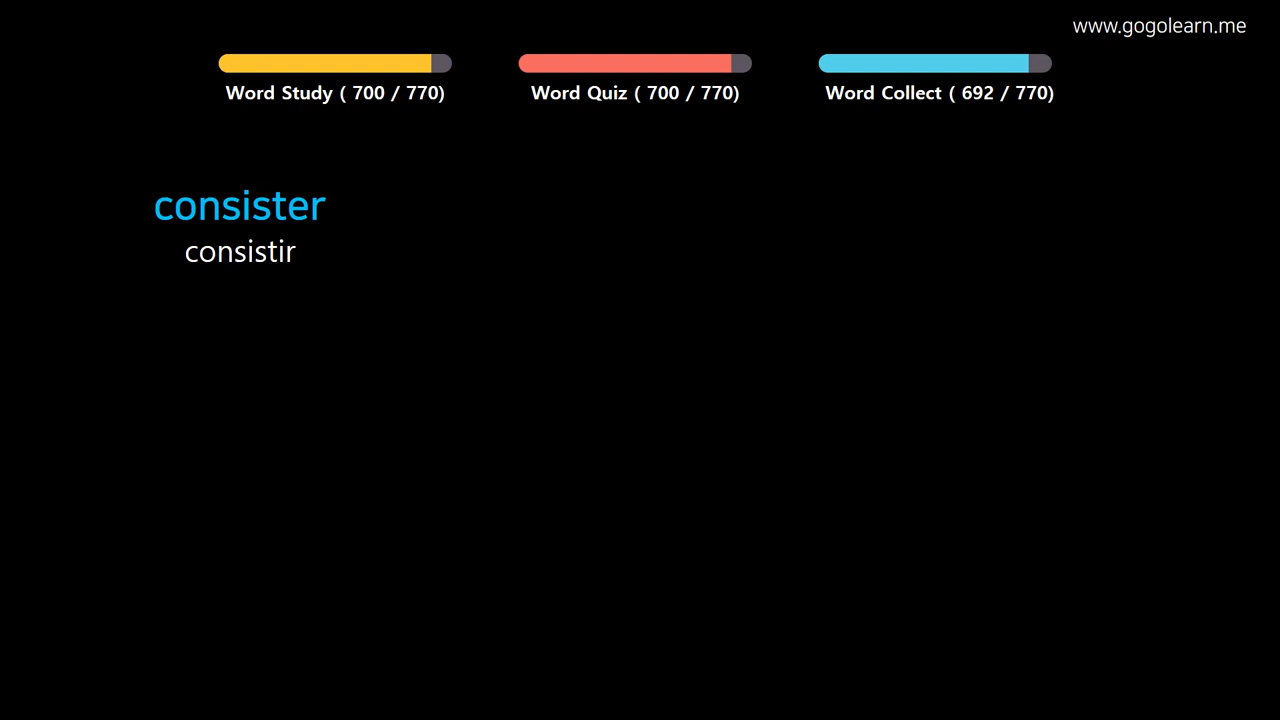 www.gogolearn.me
Word Study ( 700 / 770)
Word Quiz ( 700 / 770)
Word Collect ( 692 / 770)
consister
consistir